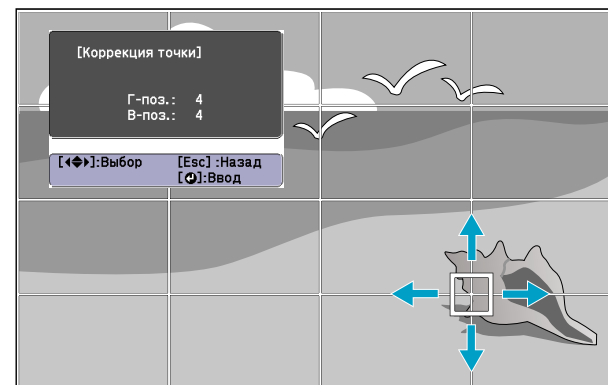 [Коррекция точки]
Г-поз.: 4
В-поз.: 4
[◀◆▶]:Выбор [Esc] :Назад
[↵]:Ввод